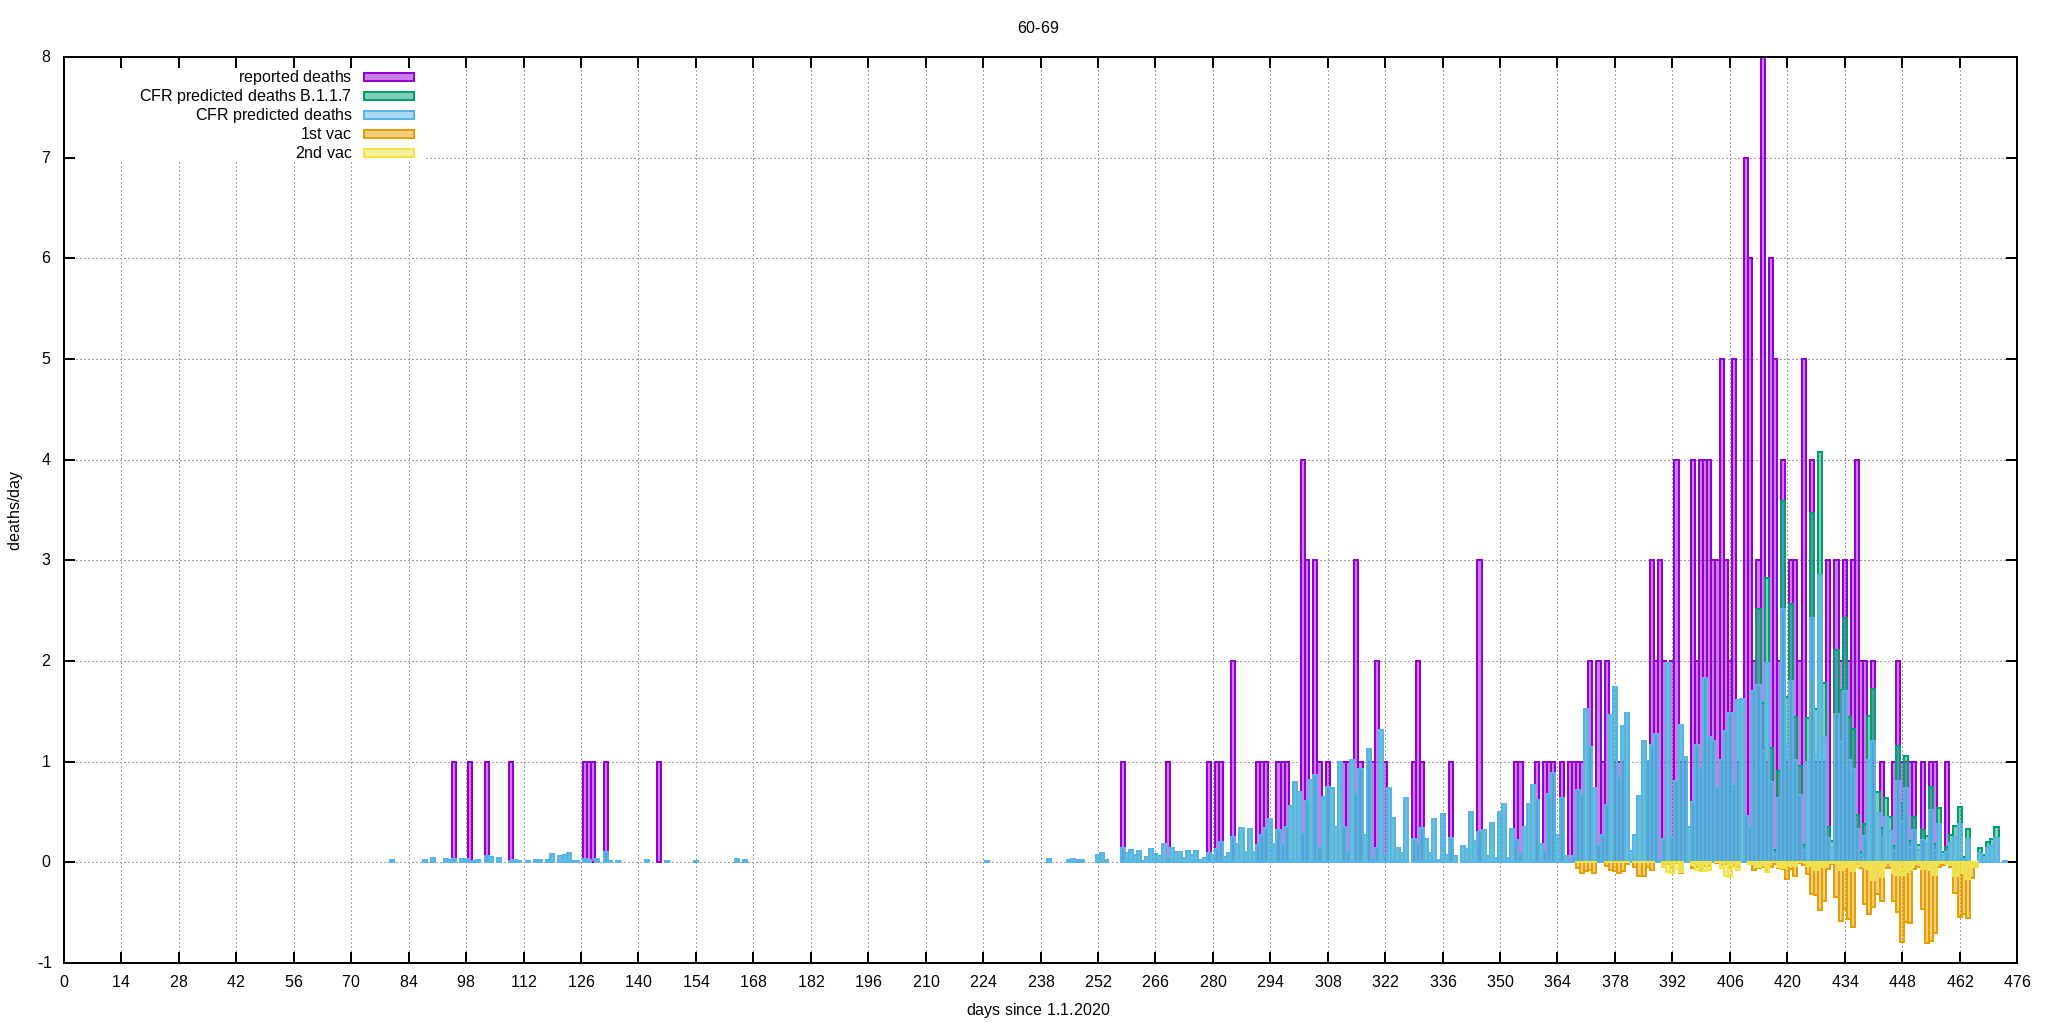 60-69
reported deaths
CFR predicted deaths B.1.1.7
CFR predicted deaths
1st vac
2nd vac
8
7
6
5
4
3
2
1
0
-1
deaths/day
0 14 28 42 56 70 84 98 112 126 140 154 168 182 196 210 224 238 252 266 280 294 308 322 336 350 364 378 392 406 420 434 448 462 476
days since 1.1.2020